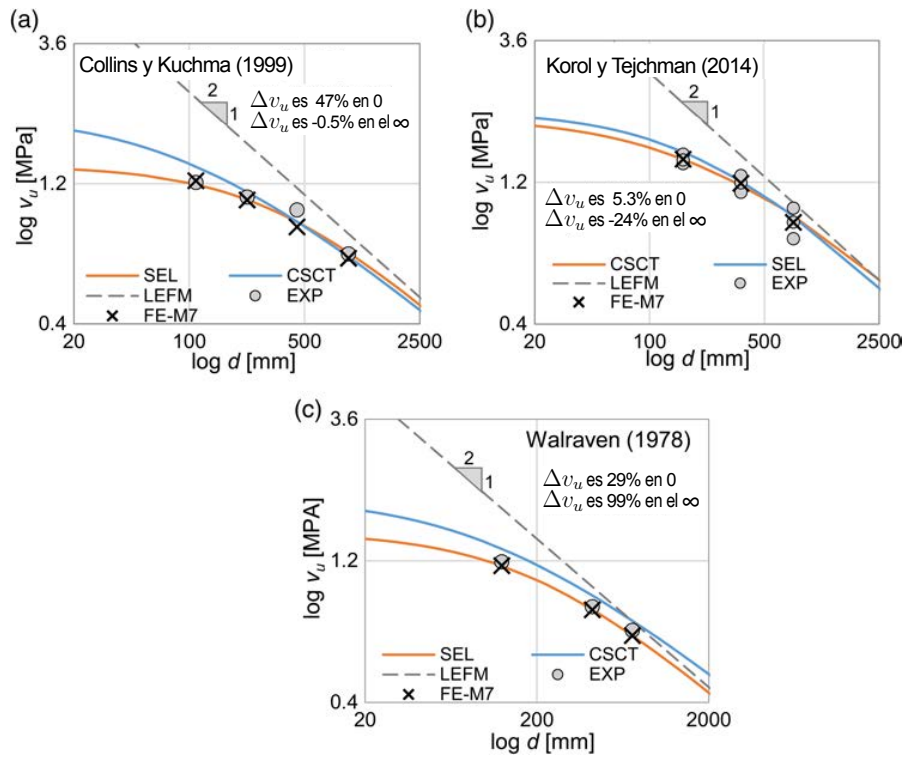 (a)
3.6
Collins y Kuchma (1999)
2
1
Δv_u es 47% en 0
Δv_u es -0.5% en el ∞
log v_u [MPa]
1.2
SEL
CSCT
LEFM
EXP
FE-M7
0.4
20
100
500
2500
log d [mm]
(b)
3.6
Korol y Tejchman (2014)
2
1
log v_u [MPa]
1.2
Δv_u es 5.3% en 0
Δv_u es -24% en el ∞
CSCT
SEL
LEFM
EXP
FE-M7
0.4
20
100
500
2500
log d [mm]
(c)
3.6
Walraven (1978)
2
1
Δv_u es 29% en 0
Δv_u es 99% en el ∞
log v_u [MPA]
1.2
SEL
CSCT
LEFM
EXP
FE-M7
0.4
20
200
2000
log d [mm]